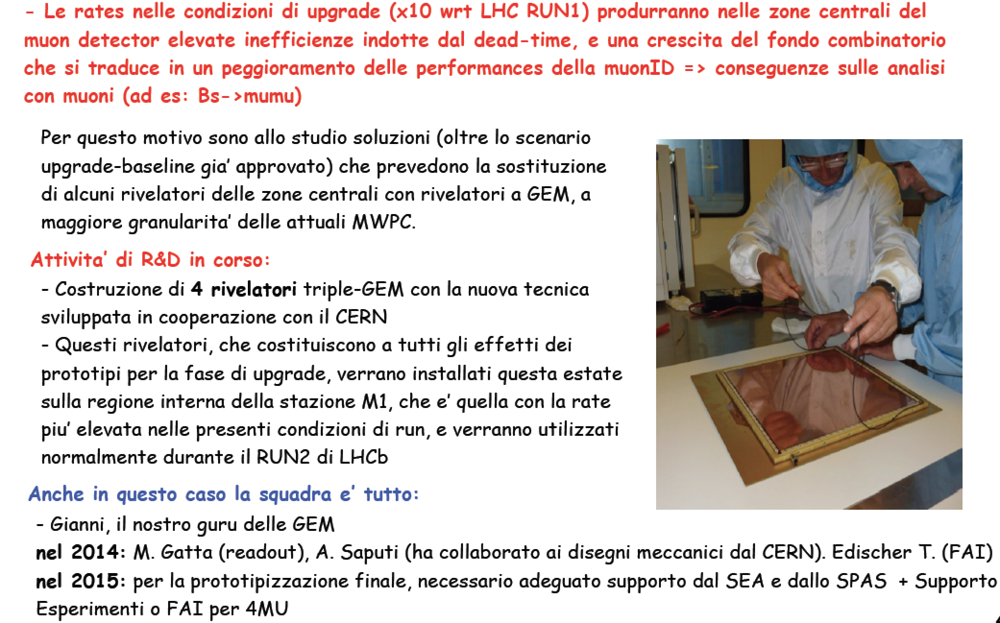 - Le rates nelle condizioni di upgrade (x10 wrt LHC RUN1) produrranno nelle zone centrali del
muon detector elevate inefficienze indotte dal dead-time, e una crescita del fondo combinatorio
che si traduce in un peggioramento delle performances della muonID => conseguenze sulle analisi
con muoni (ad es: Bs->mumu)
Per questo motivo sono allo studio soluzioni (oltre lo scenario
upgrade-baseline gia' approvato) che prevedono la sostituzione
di alcuni rivelatori delle zone centrali con rivelatori a GEM, a
maggiore granularita' delle attuali MWPC.
Attivita' di R&D in corso:
- Costruzione di 4 rivelatori triple-GEM con la nuova tecnica
sviluppata in cooperazione con il CERN
- Questi rivelatori, che costituiscono a tutti gli effetti dei
prototipi per la fase di upgrade, verrano installati questa estate
sulla regione interna della stazione M1, che e' quella con la rate
piu' elevata nelle presenti condizioni di run, e verranno utilizzati
normalmente durante il RUN2 di LHCb
Anche in questo caso la squadra e' tutto:
- Gianni, il nostro guru delle GEM
nel 2014: M. Gatta (readout), A. Saputi (ha collaborato ai disegni meccanici dal CERN). Edischer T. (FAI)
nel 2015: per la prototipizzazione finale, necessario adeguato supporto dal SEA e dallo SPAS + Supporto
Esperimenti o FAI per 4MU